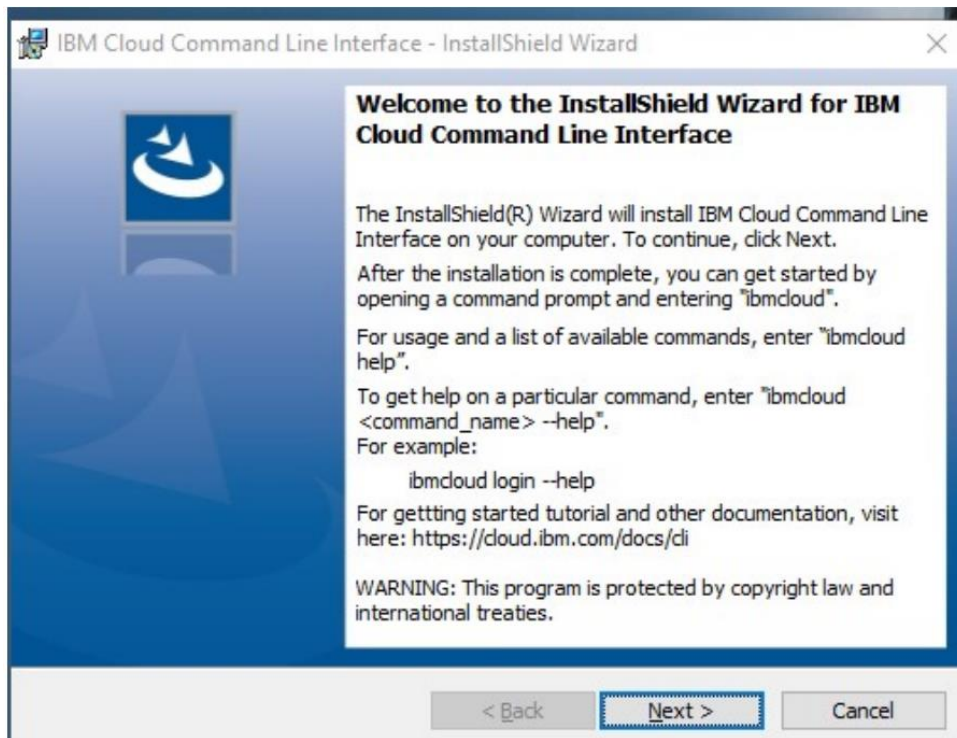 IBM Cloud Command Line Interface - InstallShield Wizard
Welcome to the InstallShield Wizard for IBM
Cloud Command Line Interface
The InstallShield(R) Wizard will install IBM Cloud Command Line
Interface on your computer. To continue, click Next.
After the installation is complete, you can get started by
opening a command prompt and entering "ibmcloud".
For usage and a list of available commands, enter "ibmcloud
help”.
To get help on a particular command, enter "ibmcloud
<command_name> --help".
For example:
ibmcloud login --help
For gettting started tutorial and other documentation, visit
here: https://cloud.ibm.com/docs/cli
WARNING: This program is protected by copyright law and
international treaties.
< Back
Next >
Cancel